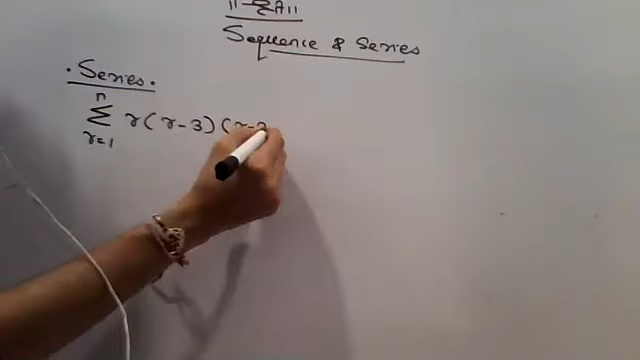 Sequence & Series
. Series .
n
Σ r(r-3)(r-
r=1